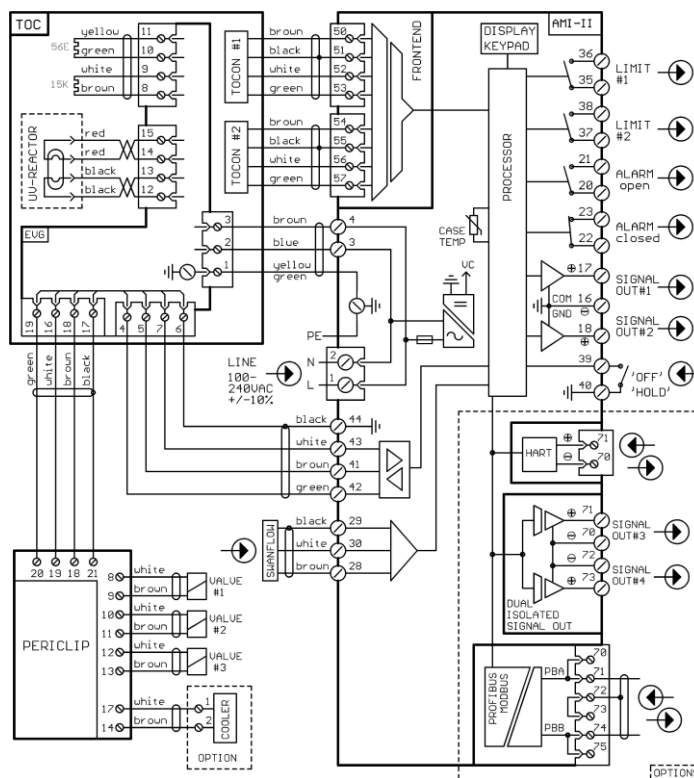 TOC
56E
15K
yellow 11
green 10
white 9
brown 8
UV-REACTOR
red 15
red 14
black 13
black 12
EVG
3 brown 4
2 blue 3
1 yellow
green
19 16 18 17
4 5 7 6
green white brown black
TOCON #1
brown 50
black 51
white 52
green 53
TOCON #2
brown 54
black 55
white 56
green 57
FRONTEND
AMI-II
DISPLAY
KEYPAD
PROCESSOR
CASE
TEMP
VC
PE
LINE
100-
240VAC
+/-10%
N 2
L 1
black 44
white 43
brown 41
green 42
SWANFLOW
black 29
white 30
brown 28
36
35
LIMIT
#1
38
37
LIMIT
#2
21
20
ALARM
open
23
22
ALARM
closed
⊕ 17
SIGNAL
OUT#1
COM 16
GND ⊖
18
⊕
SIGNAL
OUT#2
39
40
'OFF'
'HOLD'
HART
⊕ 71
⊖ 70
71
⊕
70
⊖
SIGNAL
OUT#3
⊖ 72
⊕ 73
SIGNAL
OUT#4
DUAL
ISOLATED
SIGNAL OUT
PROFIBUS
MODBUS
PBA
PBB
70
71
72
73
74
75
OPTIONS
PERICLIP
20 19 18 21
8 white
9 brown
VALVE
#1
10 white
11 brown
VALVE
#2
12 white
13 brown
VALVE
#3
17 white 1
14 brown 2
COOLER
OPTION